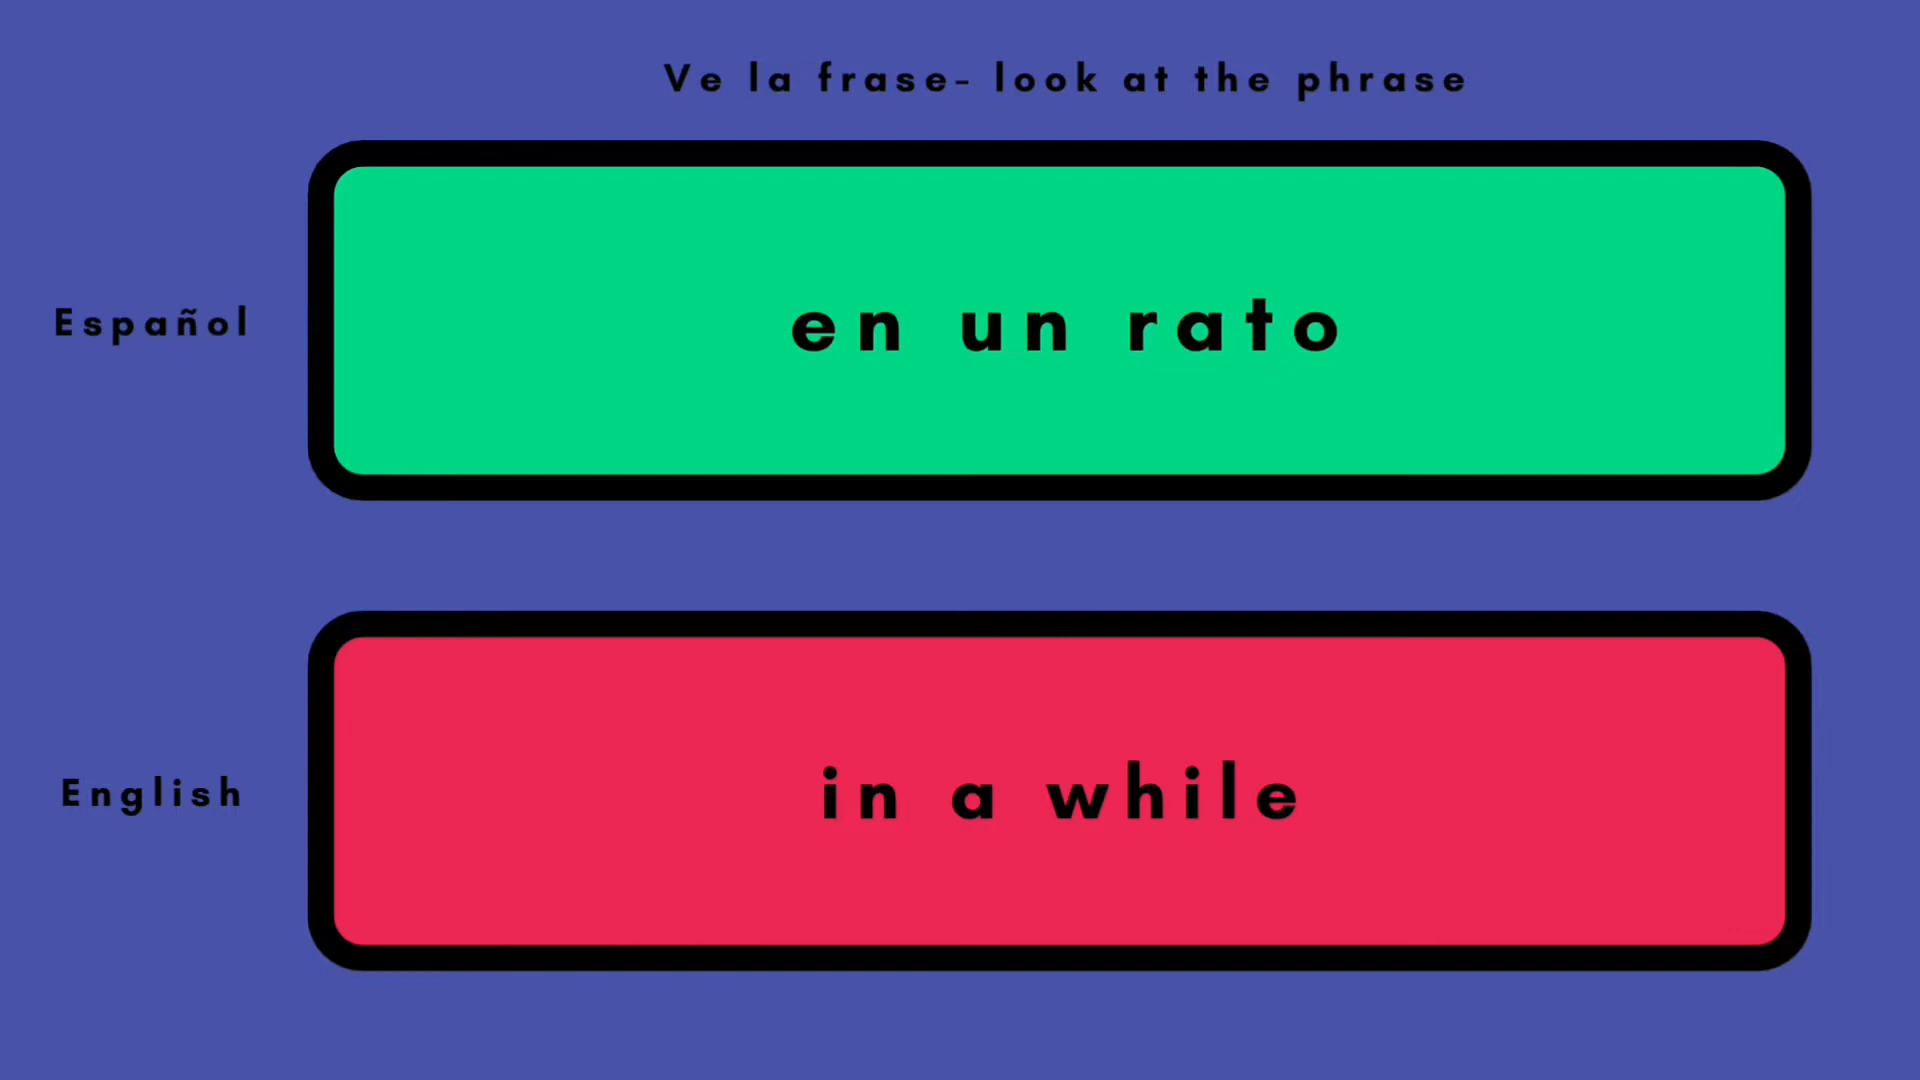 Ve la frase- look at the phrase
Español
en un rato
English
in a while